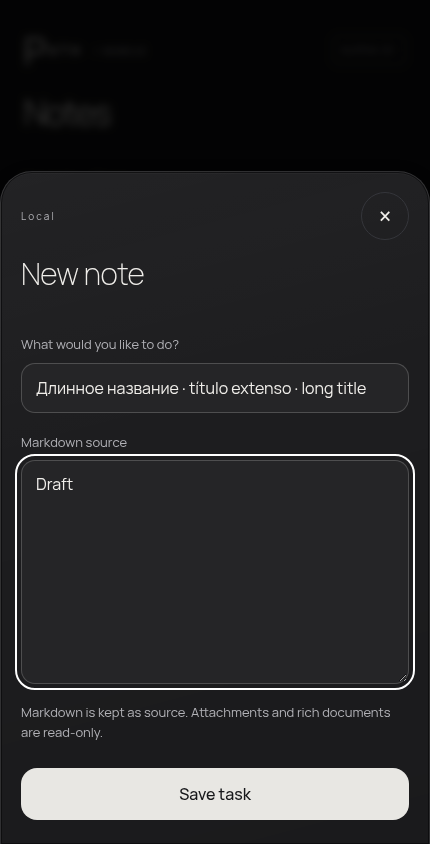 Notes
Local
New note
What would you like to do?
Длинное название · título extenso · long title
Markdown source
Draft
Markdown is kept as source. Attachments and rich documents
are read-only.
Save task